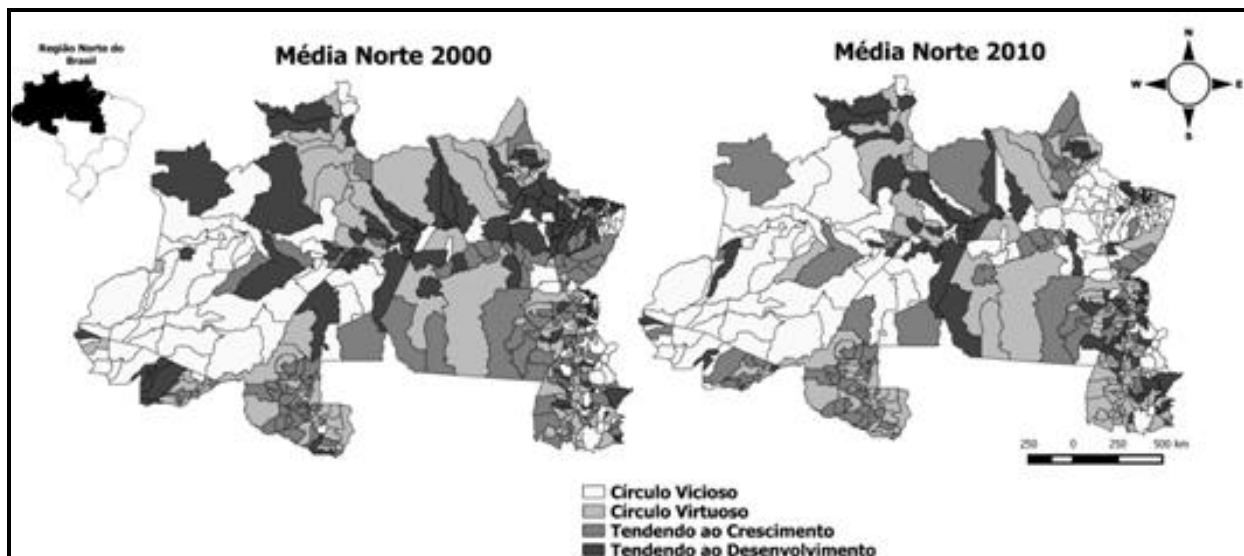 Região Norte do
Brasil
Média Norte 2000
Média Norte 2010
N
W
E
S
250 0 250 500 km
Círculo Vicioso
Círculo Virtuoso
Tendendo ao Crescimento
Tendendo ao Desenvolvimento